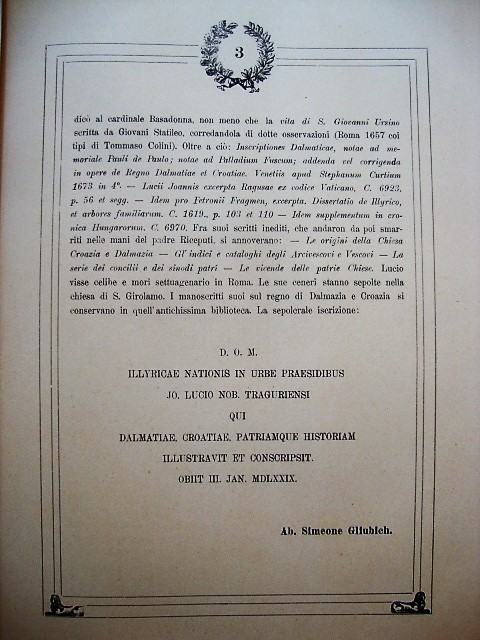 3
dicò al cardinale Basadonna, non meno che la vita di S. Giovanni Ursino
scritta da Giovani Statileo, corredandola di dotte osservazioni (Roma 1657 coi
tipi di Tommaso Colini). Oltre a ciò: Inscriptiones Dalmaticae, notae ad me-
moriale Pauli de Paulo; notae ad Palladium Fuscum; addenda vel corrigenda
in opere de Regno Dalmatiae et Croatiae. Venetiis apud Stephanum Curtium
1673 in 4º. — Lucii Joannis excerpta Ragusae ex codice Vaticano, C. 6923,
p. 56 et segg. — Idem pro Petronii Fragmen, excerpta. Dissertatio de Illyrico,
et arbores familiarum. C. 1619., p. 103 et 110 — Idem supplementum in cro-
nica Hungarorum. C. 6970. Fra suoi scritti inediti, che andaron da poi smar-
riti nelle mani del padre Riceputi, si annoverano: — Le origini della Chiesa
Croazia e Dalmazia — Gl' indici e cataloghi degli Arcivescovi e Vescovi — La
serie dei concilii e dei sinodi patri — Le vicende delle patrie Chiese. Lucio
visse celibe e morì settuagenario in Roma. Le sue ceneri stanno sepolte nella
chiesa di S. Girolamo. I manoscritti suoi sul regno di Dalmazia e Croazia si
conservano in quell'antichissima biblioteca. La sepolcrale iscrizione:
D. O. M.
ILLYRICAE NATIONIS IN URBE PRAESIDIBUS
JO. LUCIO NOB. TRAGURIENSI
QUI
DALMATIAE, CROATIAE, PATRIAMQUE HISTORIAM
ILLUSTRAVIT ET CONSCRIPSIT.
OBIIT III. JAN. MDLXXIX.
Ab. Simeone Gliubich.